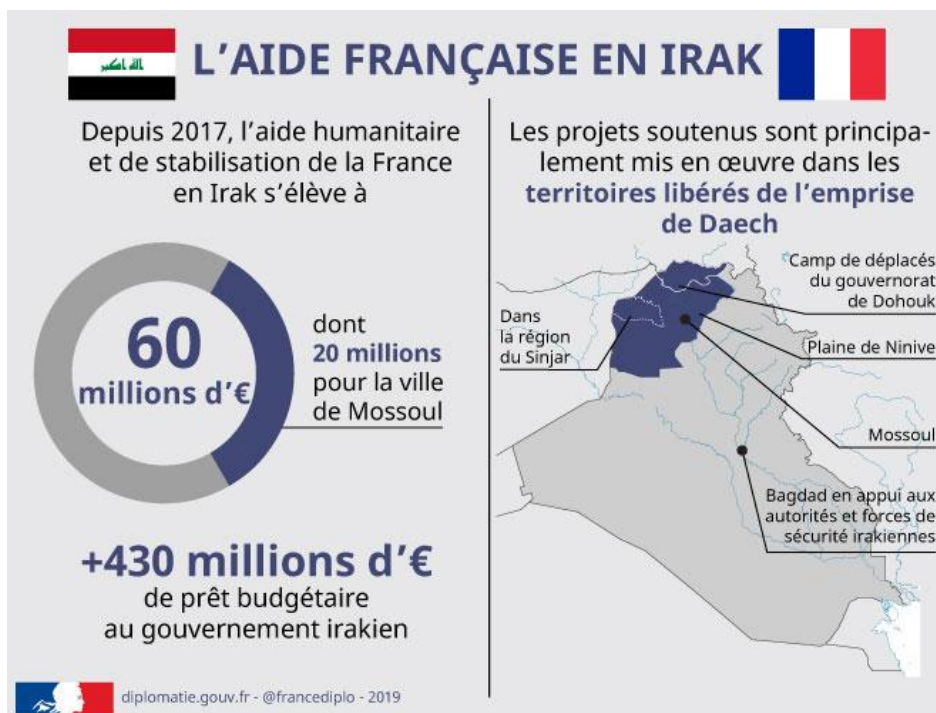 الله اكبر
L'AIDE FRANÇAISE EN IRAK
Depuis 2017, l'aide humanitaire
et de stabilisation de la France
en Irak s'élève à
60
millions d'€
dont
20 millions
pour la ville
de Mossoul
+430 millions d'€
de prêt budgétaire
au gouvernement irakien
Les projets soutenus sont principa-
lement mis en œuvre dans les
territoires libérés de l'emprise
de Daech
Camp de déplacés
du gouvernorat
de Dohouk
Dans
la région
du Sinjar
Plaine de Ninive
Mossoul
Bagdad en appui aux
autorités et forces de
sécurité irakiennes
diplomatie.gouv.fr - @francediplo - 2019